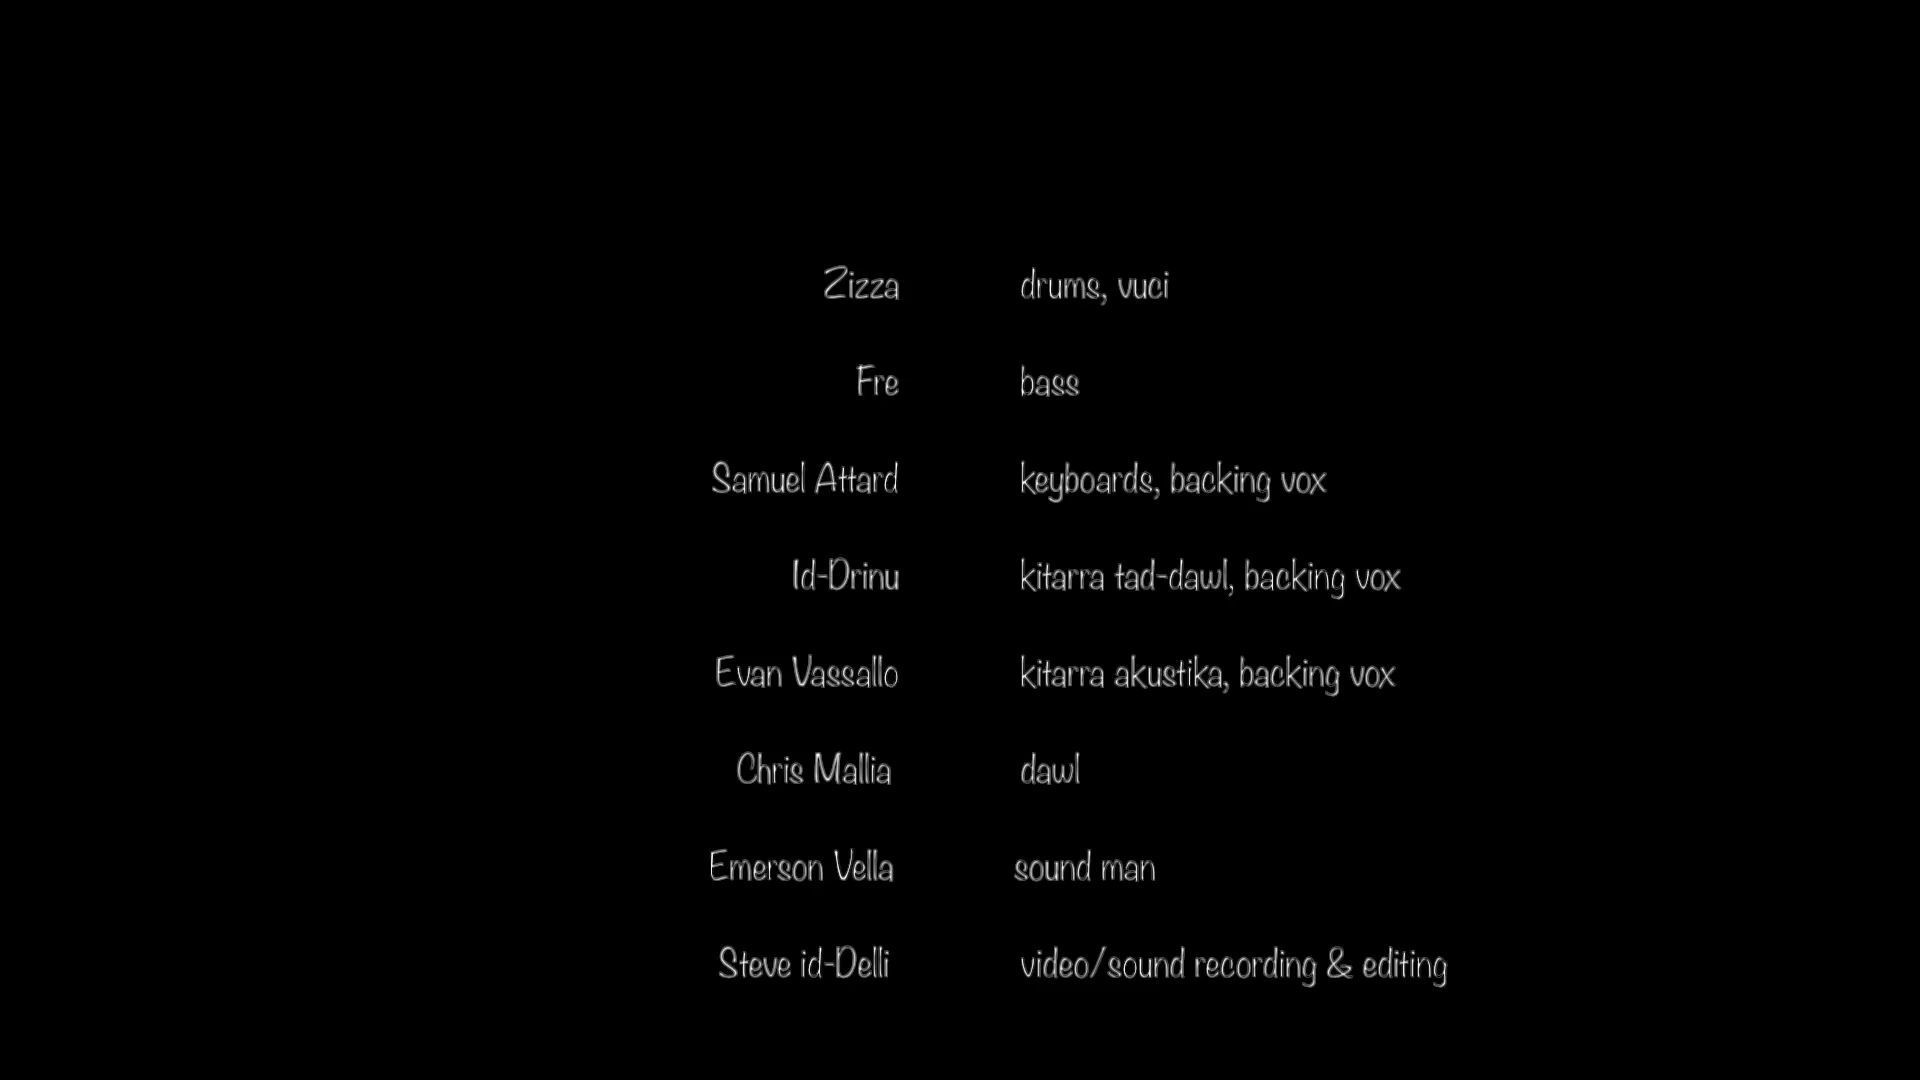 Zizza drums, vuci
Fre bass
Samuel Attard keyboards, backing vox
Id-Drinu kitarra tad-dawl, backing vox
Evan Vassallo kitarra akustika, backing vox
Chris Mallia dawl
Emerson Vella sound man
Steve id-Delli video/sound recording & editing